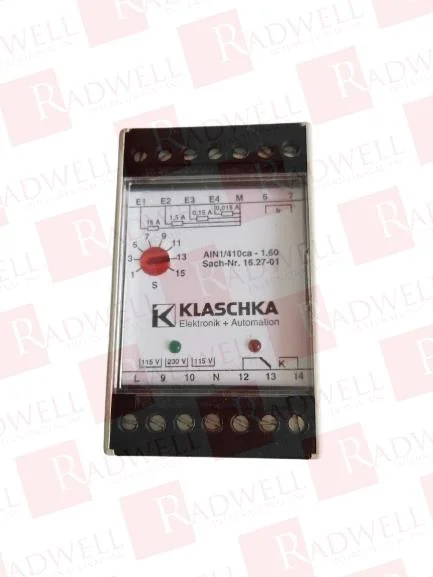 E1 E2 E3 E4 M 6 7
15 A 1,5 A 0,15 A 0,015 A
3 5 7 9 11 13 15
S
AIN1/410ca - 1.60
Sach-Nr. 16.27-01
K KLASCHKA
Elektronik + Automation
115 V 230 V 115 V K
L 9 10 N 12 13 14
RADWELL